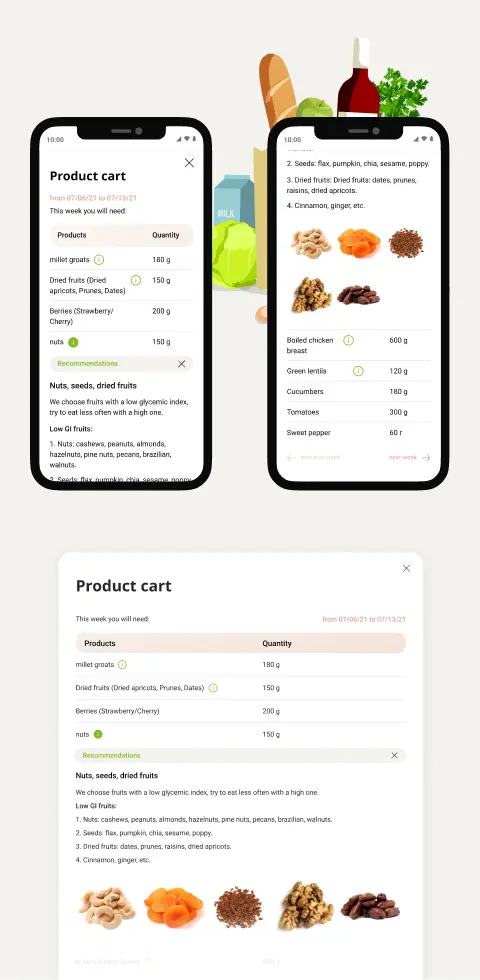 10:00
Product cart
from 07/06/21 to 07/13/21
This week you will need:
Products Quantity
millet groats 180 g
Dried fruits (Dried 150 g
apricots, Prunes, Dates)
Berries (Strawberry/ 200 g
Cherry)
nuts 150 g
Recommendations
Nuts, seeds, dried fruits
We choose fruits with a low glycemic index,
try to eat less often with a high one.
Low GI fruits:
1. Nuts: cashews, peanuts, almonds,
hazelnuts, pine nuts, pecans, brazilian,
walnuts.
2. Seeds: flax, pumpkin, chia, sesame, poppy.
MILK
10:00
2. Seeds: flax, pumpkin, chia, sesame, poppy.
3. Dried fruits: Dried fruits: dates, prunes,
raisins, dried apricots.
4. Cinnamon, ginger, etc.
Boiled chicken 600 g
breast
Green lentils 120 g
Cucumbers 180 g
Tomatoes 300 g
Sweet pepper 60 г
next week
Product cart
This week you will need: from 07/06/21 to 07/13/21
Products Quantity
millet groats 180 g
Dried fruits (Dried apricots, Prunes, Dates) 150 g
Berries (Strawberry/Cherry) 200 g
nuts 150 g
Recommendations
Nuts, seeds, dried fruits
We choose fruits with a low glycemic index, try to eat less often with a high one.
Low GI fruits:
1. Nuts: cashews, peanuts, almonds, hazelnuts, pine nuts, pecans, brazilian, walnuts.
2. Seeds: flax, pumpkin, chia, sesame, poppy.
3. Dried fruits: dates, prunes, raisins, dried apricots.
4. Cinnamon, ginger, etc.